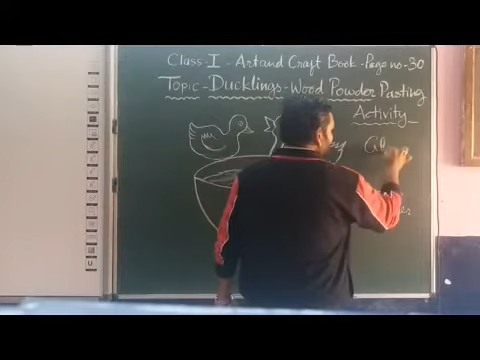 Class-I-Art and Craft Book-Page no-30
Topic-Ducklings-Wood Powder Pasting
Activity